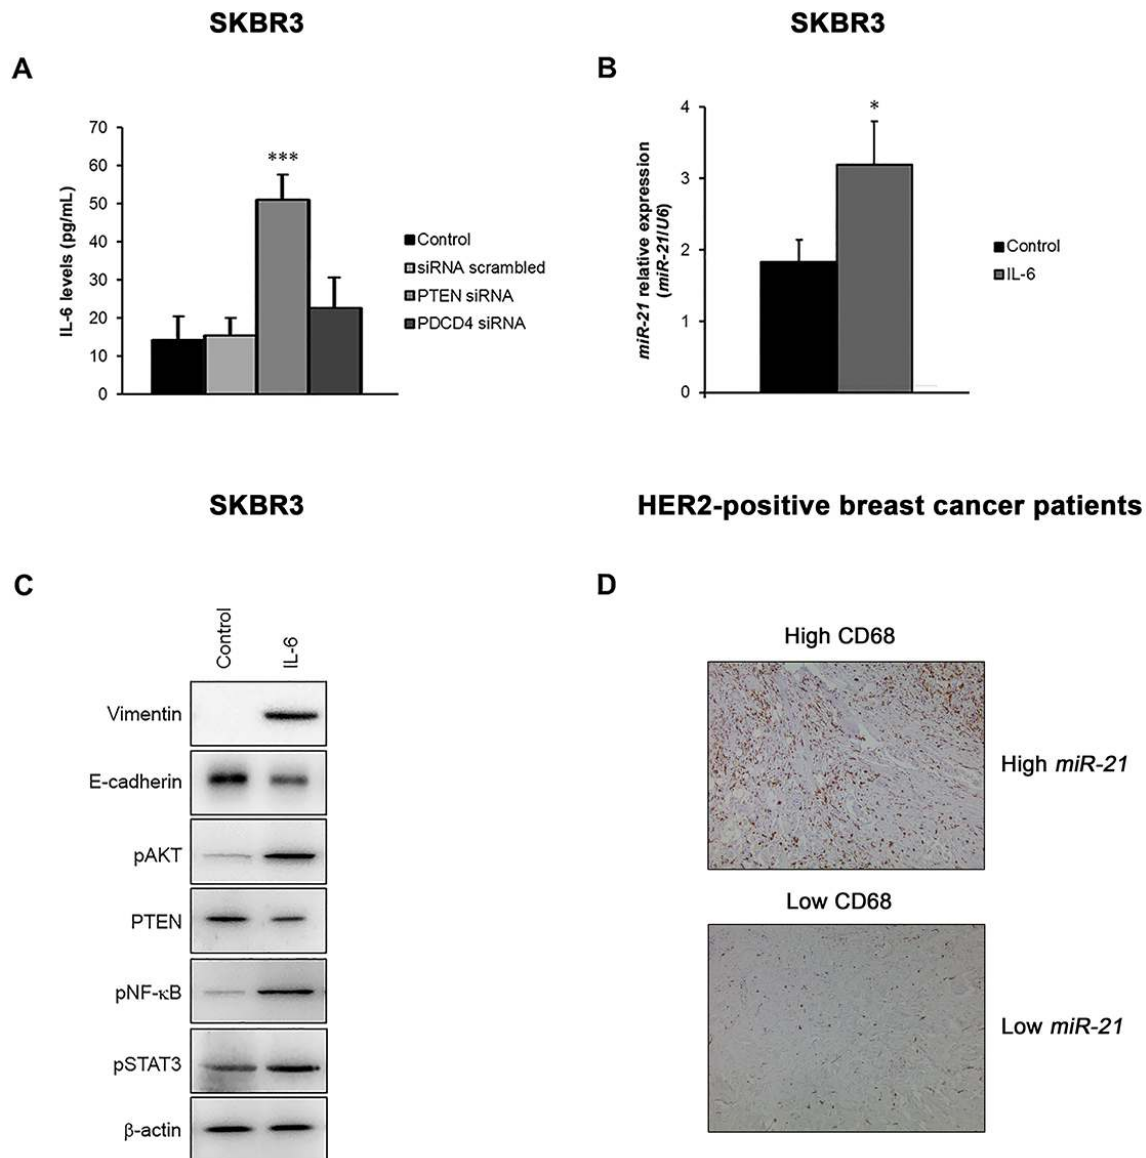 SKBR3
A
IL-6 levels (pg/mL)
70
60
50
40
30
20
10
0
***
Control
siRNA scrambled
PTEN siRNA
PDCD4 siRNA
SKBR3
B
miR-21 relative expression
(miR-21/U6)
4
3
2
1
0
*
Control
IL-6
SKBR3
C
Control
IL-6
Vimentin
E-cadherin
pAKT
PTEN
pNF-κB
pSTAT3
β-actin
HER2-positive breast cancer patients
D
High CD68
High miR-21
Low CD68
Low miR-21